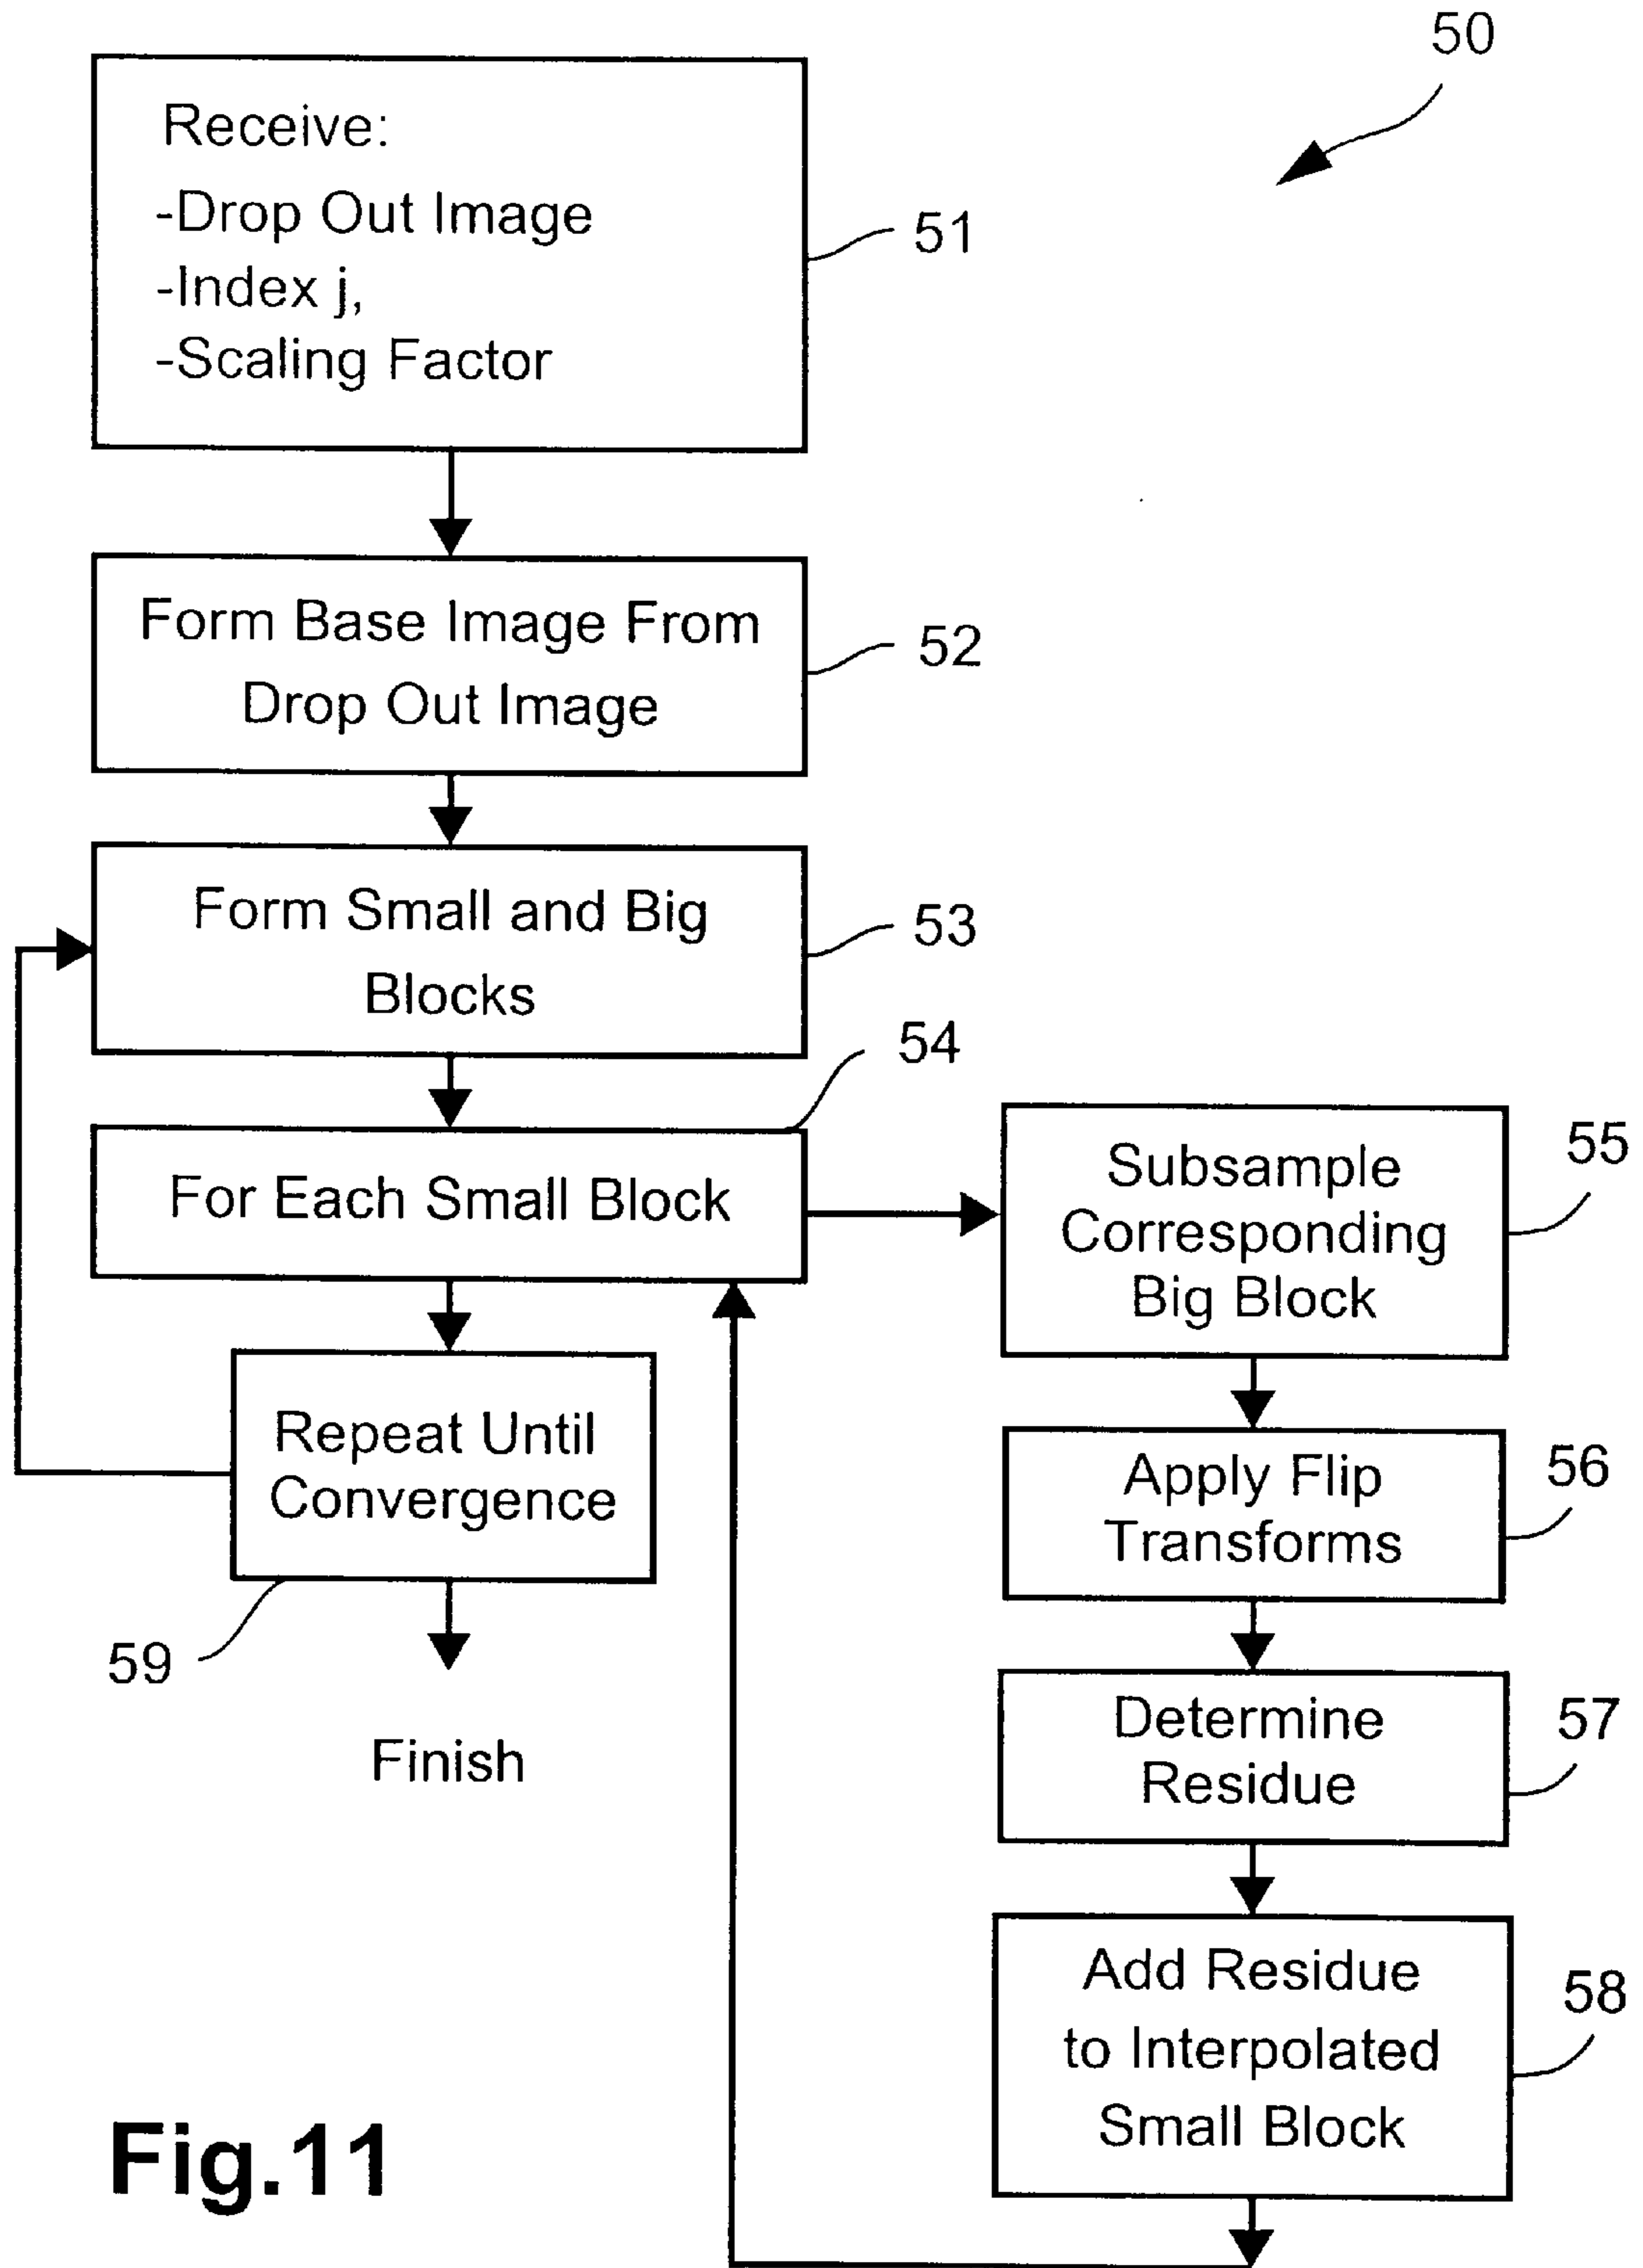 50
Receive:
-Drop Out Image
-Index j,
-Scaling Factor
51
Form Base Image From
Drop Out Image
52
Form Small and Big
Blocks
53
54
For Each Small Block
Repeat Until
Convergence
59
Finish
Subsample
Corresponding
Big Block
55
Apply Flip
Transforms
56
Determine
Residue
57
Add Residue
to Interpolated
Small Block
58
Fig.11